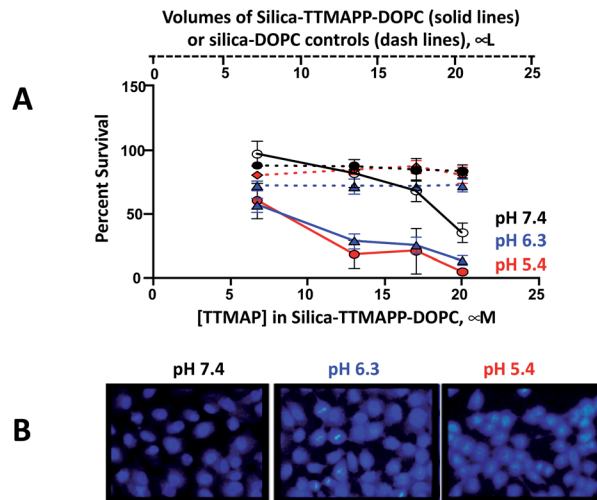 Volumes of Silica-TTMAPP-DOPC (solid lines)
or silica-DOPC controls (dash lines), ∝L
0 5 10 15 20 25
A
150
100
50
0
Percent Survival
pH 7.4
pH 6.3
pH 5.4
0 5 10 15 20 25
[TTMAP] in Silica-TTMAPP-DOPC, ∝M
pH 7.4 pH 6.3 pH 5.4
B